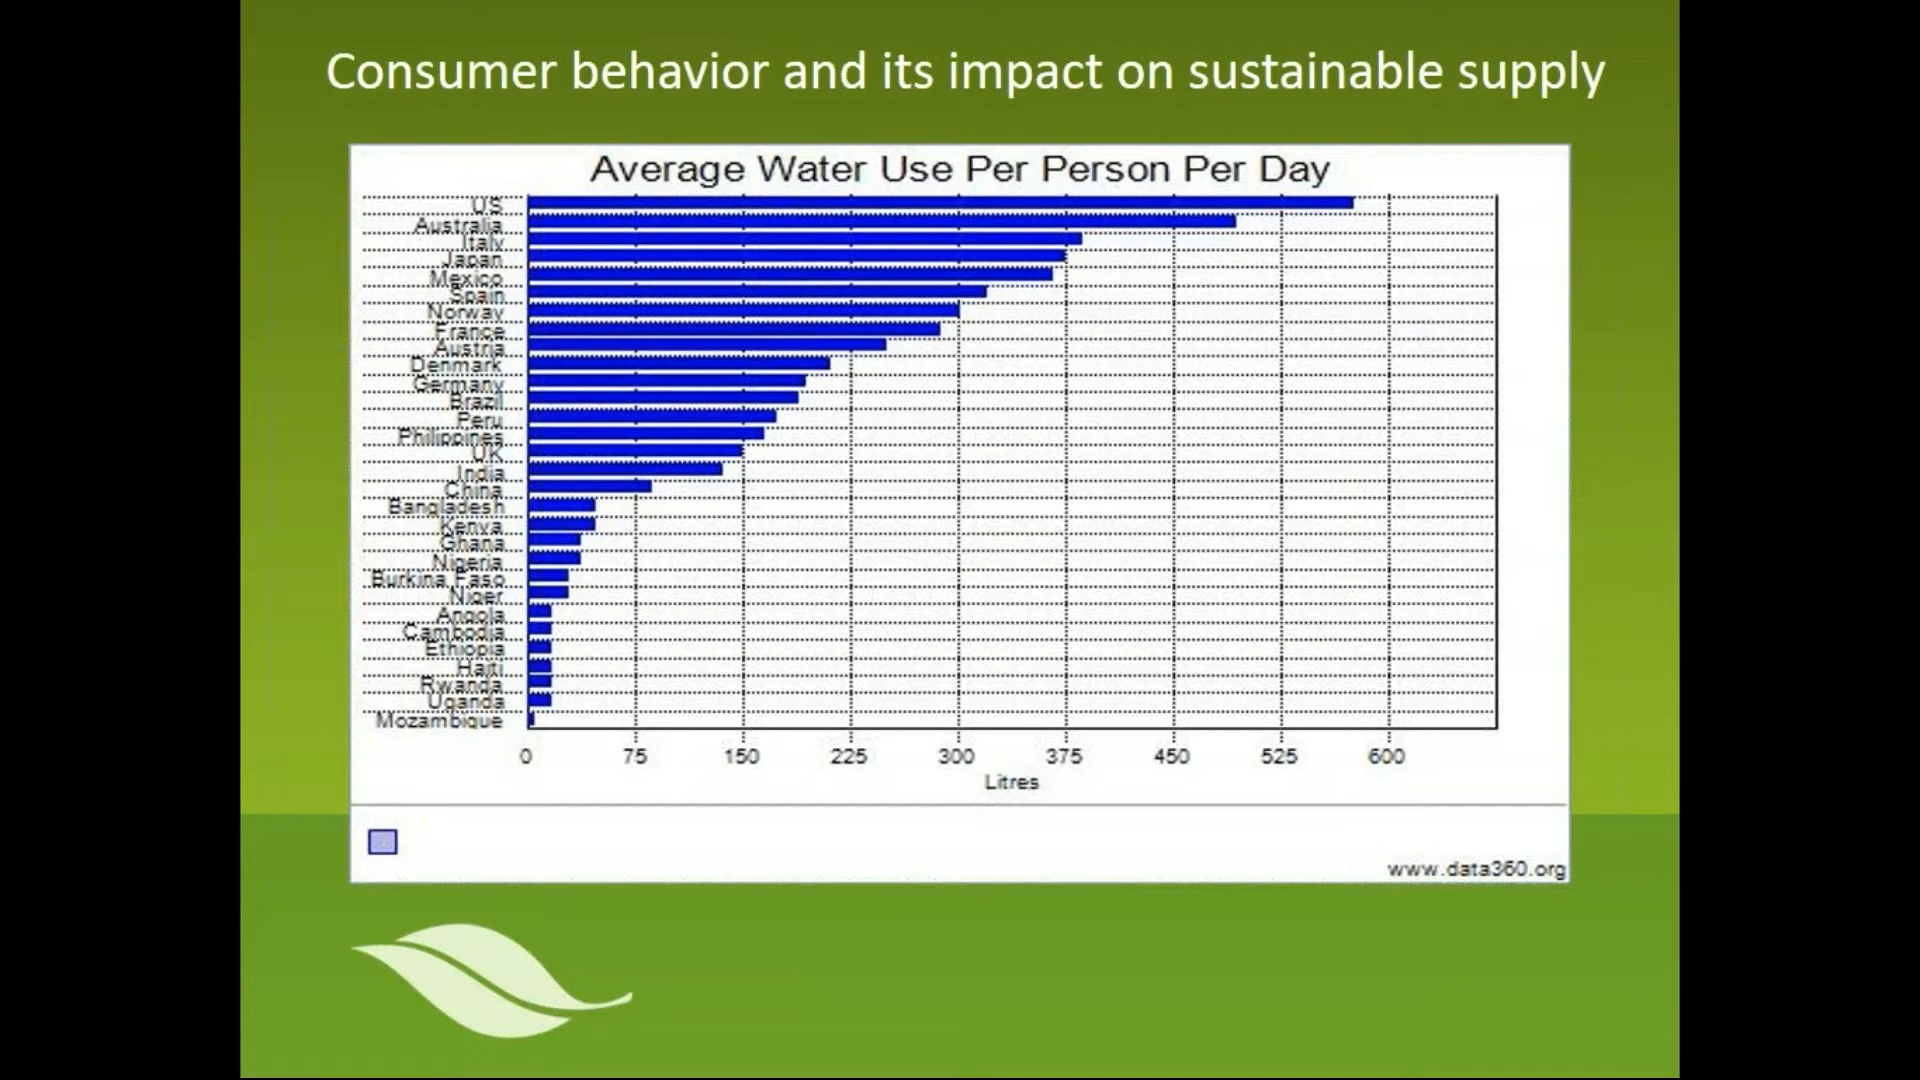 Consumer behavior and its impact on sustainable supply
Average Water Use Per Person Per Day
US
Australia
Italy
Japan
Mexico
Spain
Norway
France
Austria
Denmark
Germany
Brazil
Peru
Philippines
UK
India
China
Bangladesh
Kenya
Ghana
Nigeria
Burkina Faso
Niger
Angola
Cambodia
Ethiopia
Haiti
Rwanda
Uganda
Mozambique
0 75 150 225 300 375 450 525 600
Litres
www.data360.org